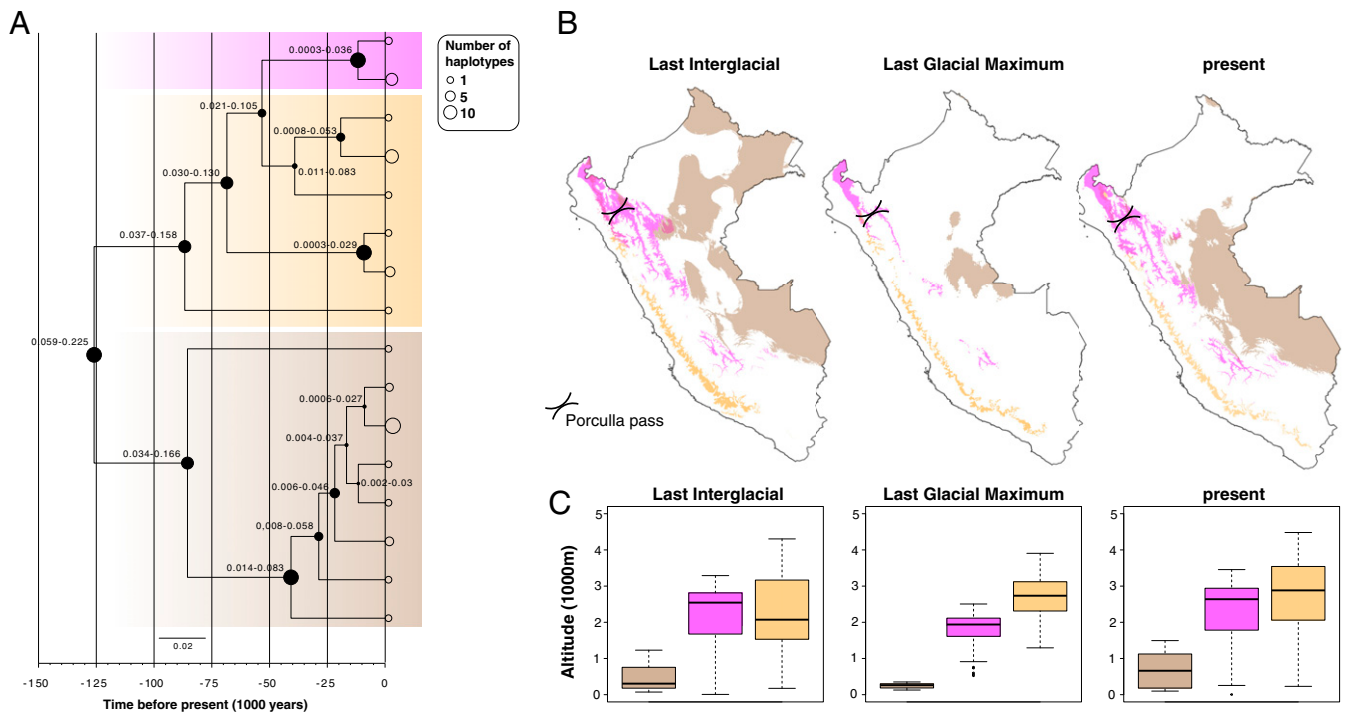 A
Number of
haplotypes
1
5
10
0.0003-0.036
0.021-0.105
0.0008-0.053
0.011-0.083
0.030-0.130
0.0003-0.029
0.037-0.158
0.059-0.225
0.0006-0.027
0.004-0.037
0.002-0.03
0.034-0.166
0.006-0.046
0,008-0.058
0.014-0.083
0.02
-150 -125 -100 -75 -50 -25 0
Time before present (1000 years)
B
Last Interglacial Last Glacial Maximum present
Porculla pass
C
Last Interglacial Last Glacial Maximum present
Altitude (1000m)
5 5 5
4 4 4
3 3 3
2 2 2
1 1 1
0 0 0